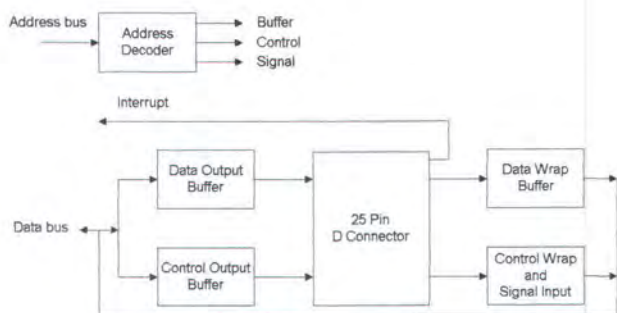 Address bus
Address
Decoder
Buffer
Control
Signal
Interrupt
Data Output
Buffer
Data Wrap
Buffer
25 Pin
D Connector
Data bus
Control Output
Buffer
Control Wrap
and
Signal Input